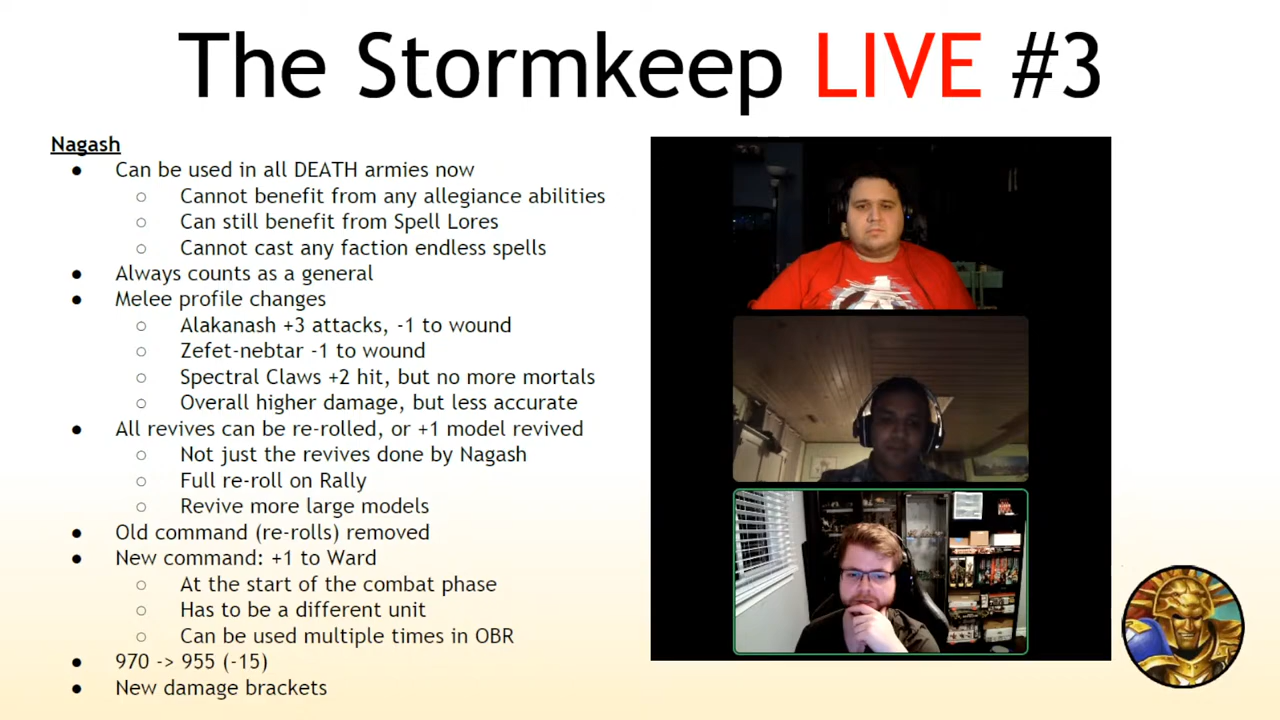 The Stormkeep LIVE #3
Nagash
● Can be used in all DEATH armies now
○ Cannot benefit from any allegiance abilities
○ Can still benefit from Spell Lores
○ Cannot cast any faction endless spells
● Always counts as a general
● Melee profile changes
○ Alakanash +3 attacks, -1 to wound
○ Zefet-nebtar -1 to wound
○ Spectral Claws +2 hit, but no more mortals
○ Overall higher damage, but less accurate
● All revives can be re-rolled, or +1 model revived
○ Not just the revives done by Nagash
○ Full re-roll on Rally
○ Revive more large models
● Old command (re-rolls) removed
● New command: +1 to Ward
○ At the start of the combat phase
○ Has to be a different unit
○ Can be used multiple times in OBR
● 970 -> 955 (-15)
● New damage brackets